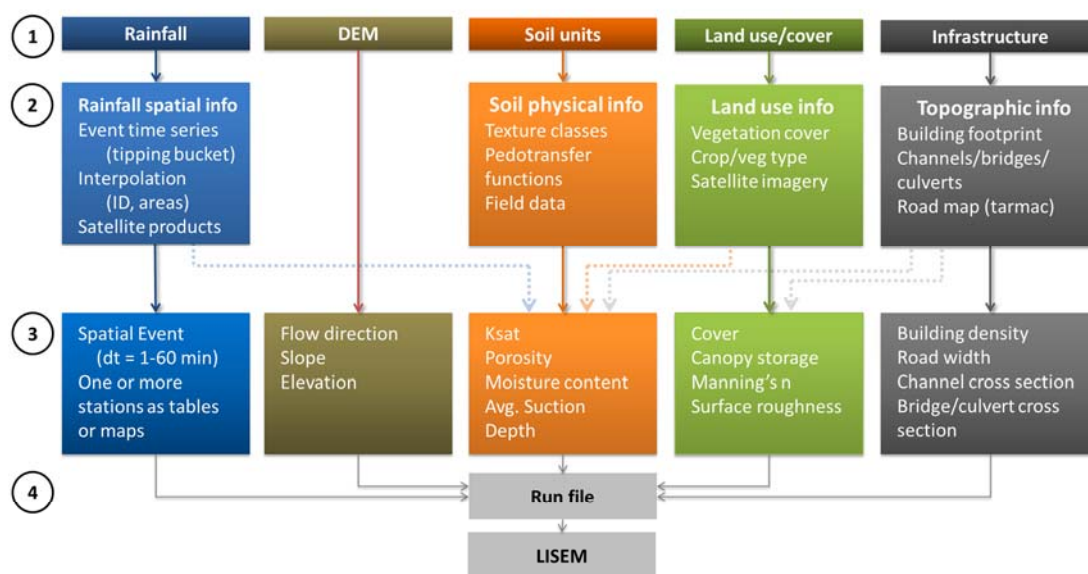 1
Rainfall
DEM
Soil units
Land use/cover
Infrastructure
2
Rainfall spatial info
Event time series
(tipping bucket)
Interpolation
(ID, areas)
Satellite products
Soil physical info
Texture classes
Pedotransfer
functions
Field data
Land use info
Vegetation cover
Crop/veg type
Satellite imagery
Topographic info
Building footprint
Channels/bridges/
culverts
Road map (tarmac)
3
Spatial Event
(dt = 1-60 min)
One or more
stations as tables
or maps
Flow direction
Slope
Elevation
Ksat
Porosity
Moisture content
Avg. Suction
Depth
Cover
Canopy storage
Manning's n
Surface roughness
Building density
Road width
Channel cross section
Bridge/culvert cross
section
4
Run file
LISEM